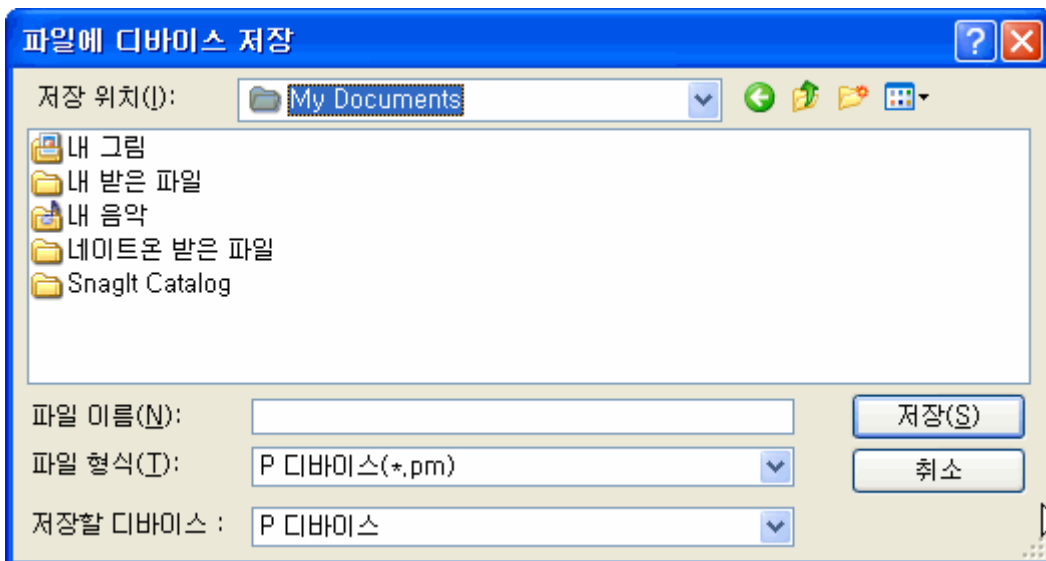 파일에 디바이스 저장
저장 위치(I):
My Documents
내 그림
내 받은 파일
내 음악
네이트온 받은 파일
SnagIt Catalog
파일 이름(N):
저장(S)
파일 형식(T):
P 디바이스(*.pm)
취소
저장할 디바이스 :
P 디바이스